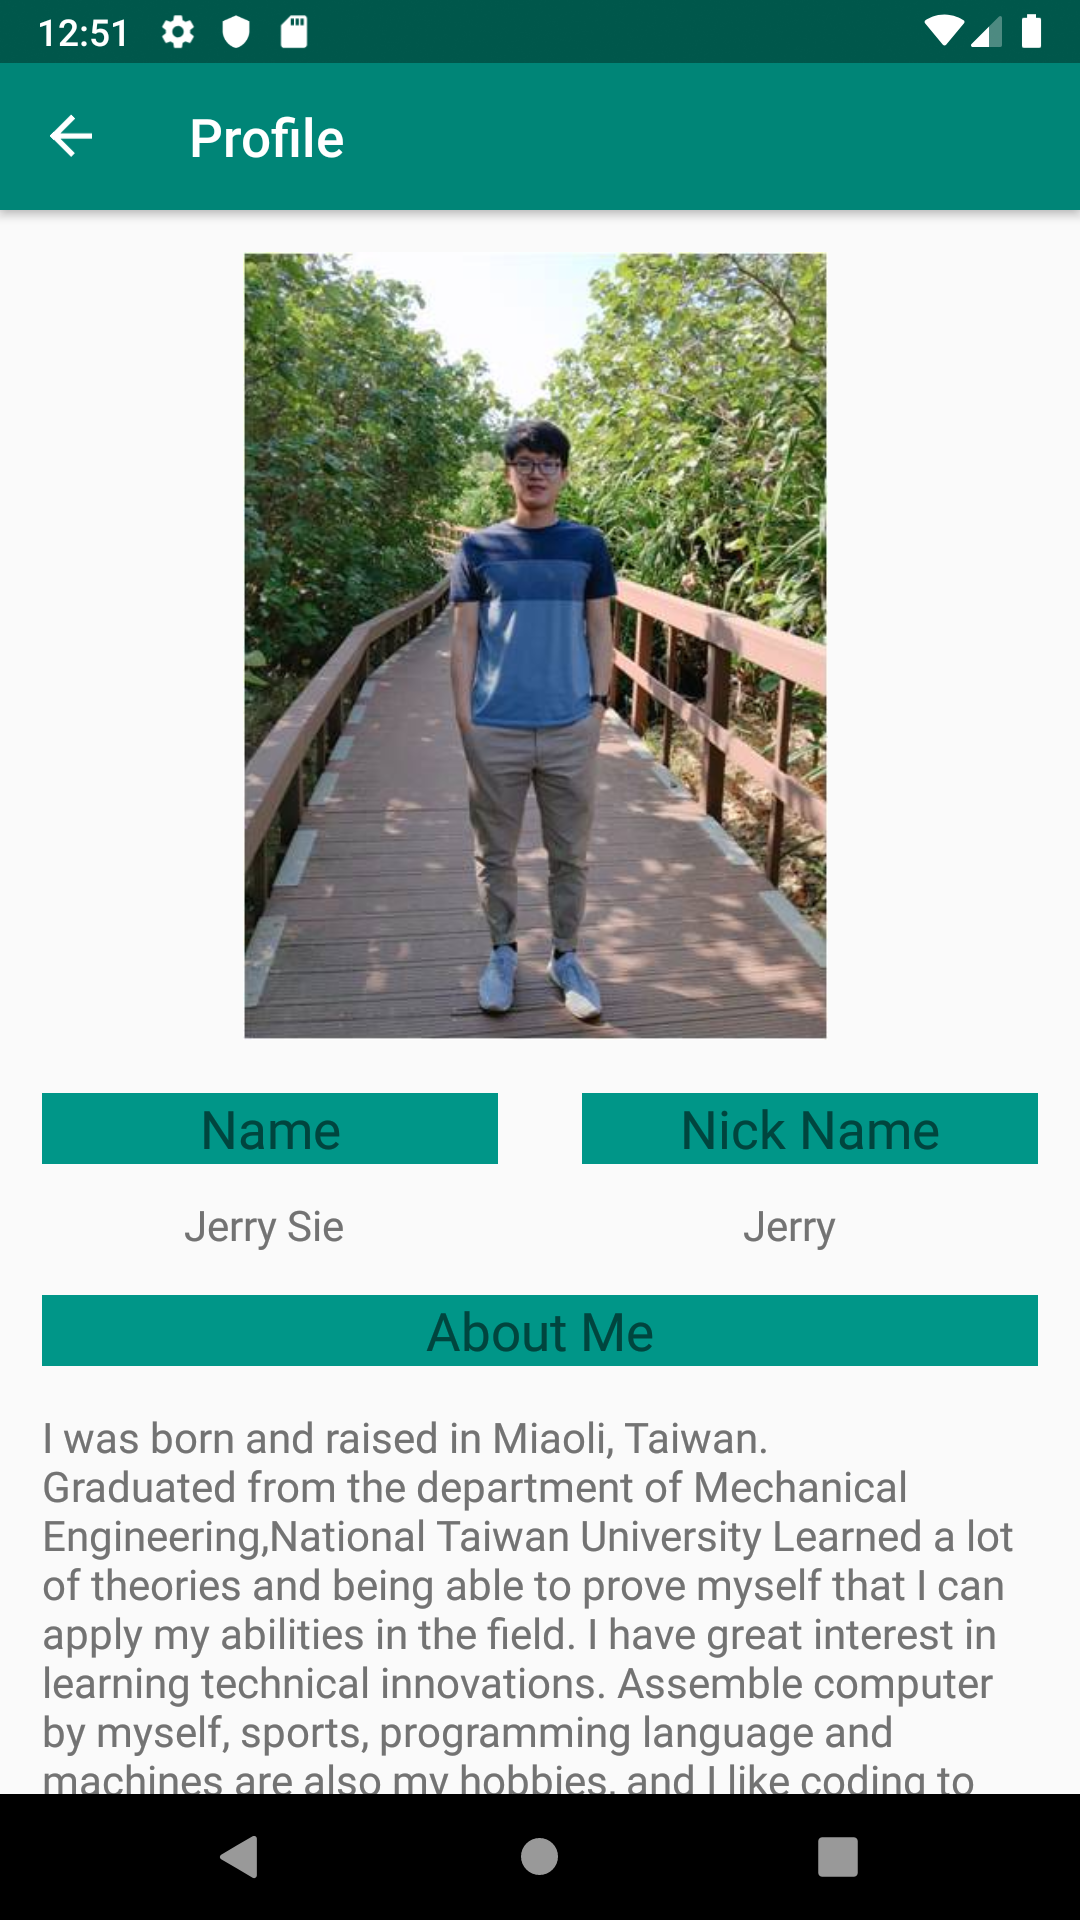 12:51
Profile
Name
Nick Name
Jerry Sie
Jerry
About Me
I was born and raised in Miaoli, Taiwan.
Graduated from the department of Mechanical
Engineering,National Taiwan University Learned a lot
of theories and being able to prove myself that I can
apply my abilities in the field. I have great interest in
learning technical innovations. Assemble computer
by myself, sports, programming language and
machines are also my hobbies, and I like coding to